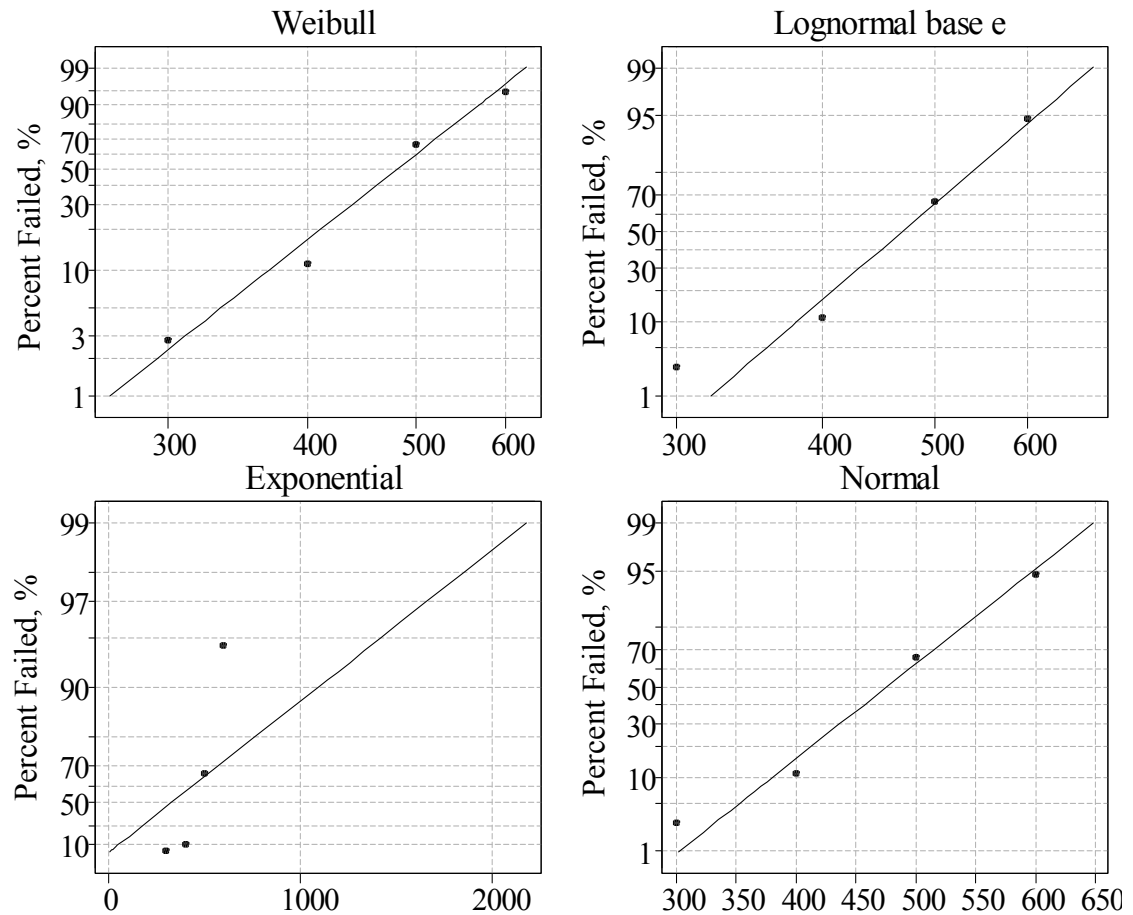 Weibull
Percent Failed, %
99
90
70
50
30
10
3
1
300 400 500 600
Lognormal base e
Percent Failed, %
99
95
70
50
30
10
1
300 400 500 600
Exponential
Percent Failed, %
99
97
90
70
50
10
0 1000 2000
Normal
Percent Failed, %
99
95
70
50
30
10
1
300 350 400 450 500 550 600 650